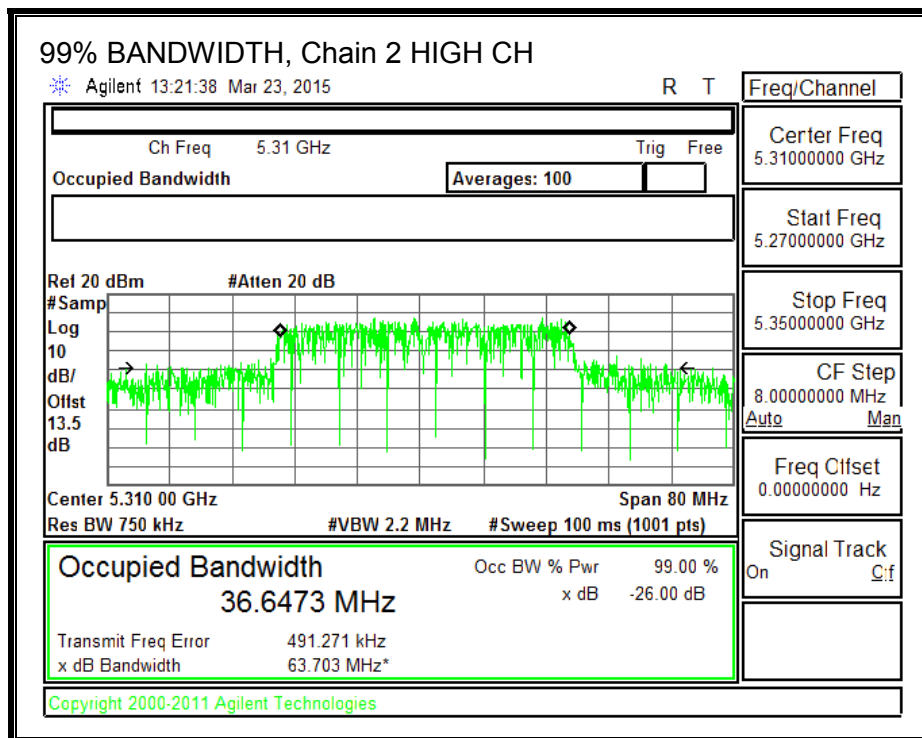 99% BANDWIDTH, Chain 2 HIGH CH
Agilent 13:21:38 Mar 23, 2015 R T
Freq/Channel
Ch Freq 5.31 GHz Trig Free
Occupied Bandwidth Averages: 100
Center Freq
5.31000000 GHz
Start Freq
5.27000000 GHz
Stop Freq
5.35000000 GHz
CF Step
8.00000000 MHz
Auto Man
Freq Offset
0.00000000 Hz
Signal Track
On Off
Ref 20 dBm #Atten 20 dB
#Samp
Log
10
dB/
Offst
13.5
dB
Center 5.310 00 GHz Span 80 MHz
Res BW 750 kHz #VBW 2.2 MHz #Sweep 100 ms (1001 pts)
Occupied Bandwidth Occ BW % Pwr 99.00 %
36.6473 MHz x dB -26.00 dB
Transmit Freq Error 491.271 kHz
x dB Bandwidth 63.703 MHz*
Copyright 2000-2011 Agilent Technologies